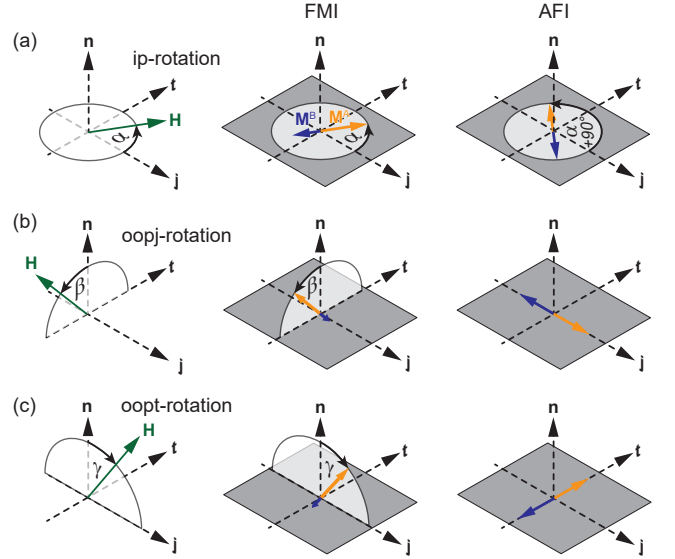 FMI AFI
(a) n n n
ip-rotation t t t
H M^B M^A
α α α+90°
j j j
(b) n n n
oopj-rotation
H t t t
β β
j j j
(c) oopt-rotation
n n n
H t t t
γ γ
j j j